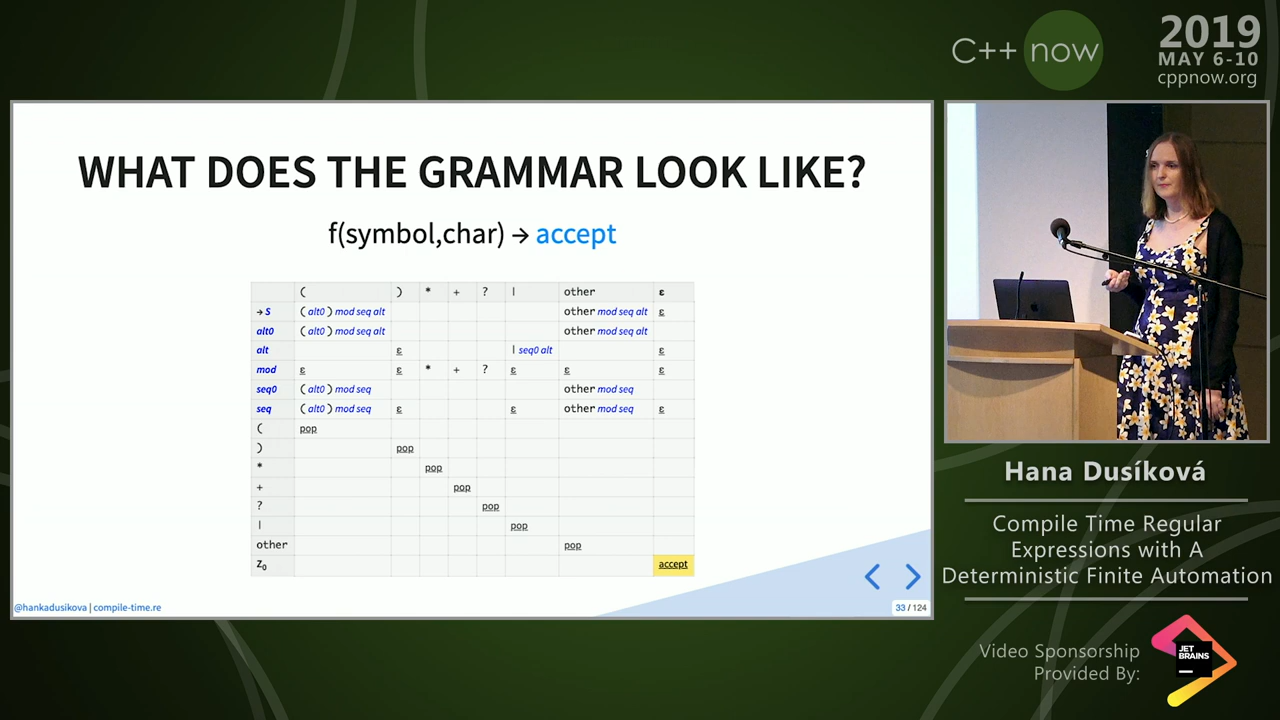 C++ now
2019
MAY 6-10
cppnow.org
WHAT DOES THE GRAMMAR LOOK LIKE?
f(symbol,char) → accept
( ) * + ? | other ε
→ S ( alt0 ) mod seq alt other mod seq alt ε
alt0 ( alt0 ) mod seq alt other mod seq alt
alt ε | seq0 alt ε
mod ε ε * + ? ε ε ε
seq0 ( alt0 ) mod seq other mod seq
seq ( alt0 ) mod seq ε ε other mod seq ε
( pop
) pop
* pop
+ pop
? pop
| pop
other pop
Z0 accept
@hankadusikova | compile-time.re
33 / 124
Hana Dusíková
Compile Time Regular
Expressions with A
Deterministic Finite Automation
Video Sponsorship
Provided By:
JET
BRAINS